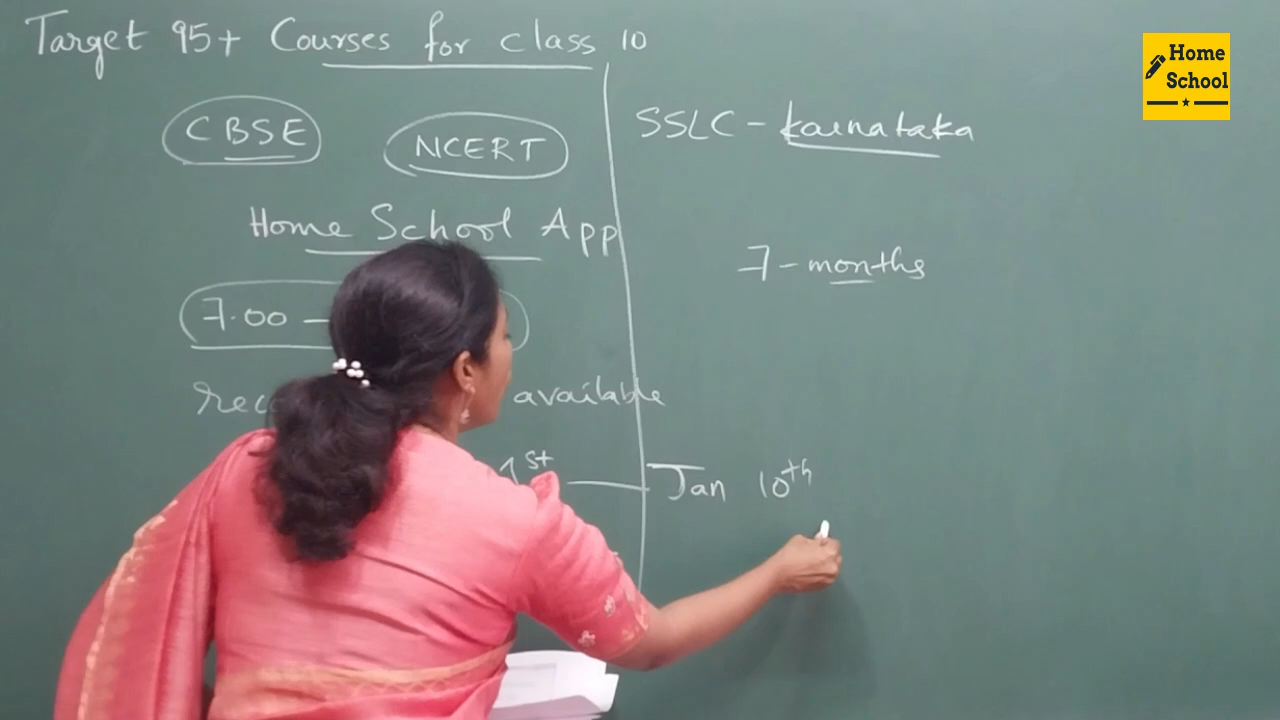 Target 95+ Courses for class 10
CBSE
NCERT
Home School App
7.00 –
available
1st — Jan 10th
SSLC - Karnataka
7 - months
Home
School